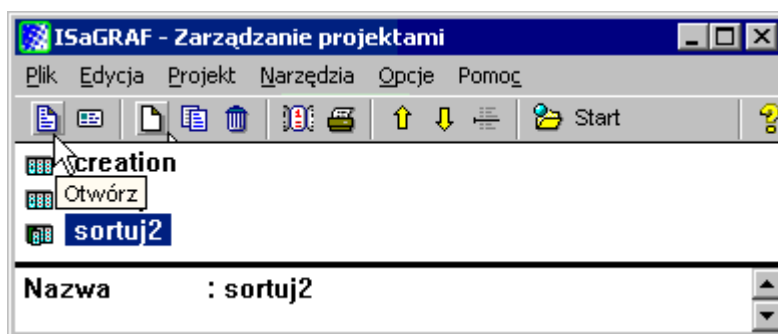 ISaGRAF - Zarządzanie projektami
Plik Edycja Projekt Narzędzia Opcje Pomoc
Start
creation
Otwórz
sortuj2
Nazwa : sortuj2